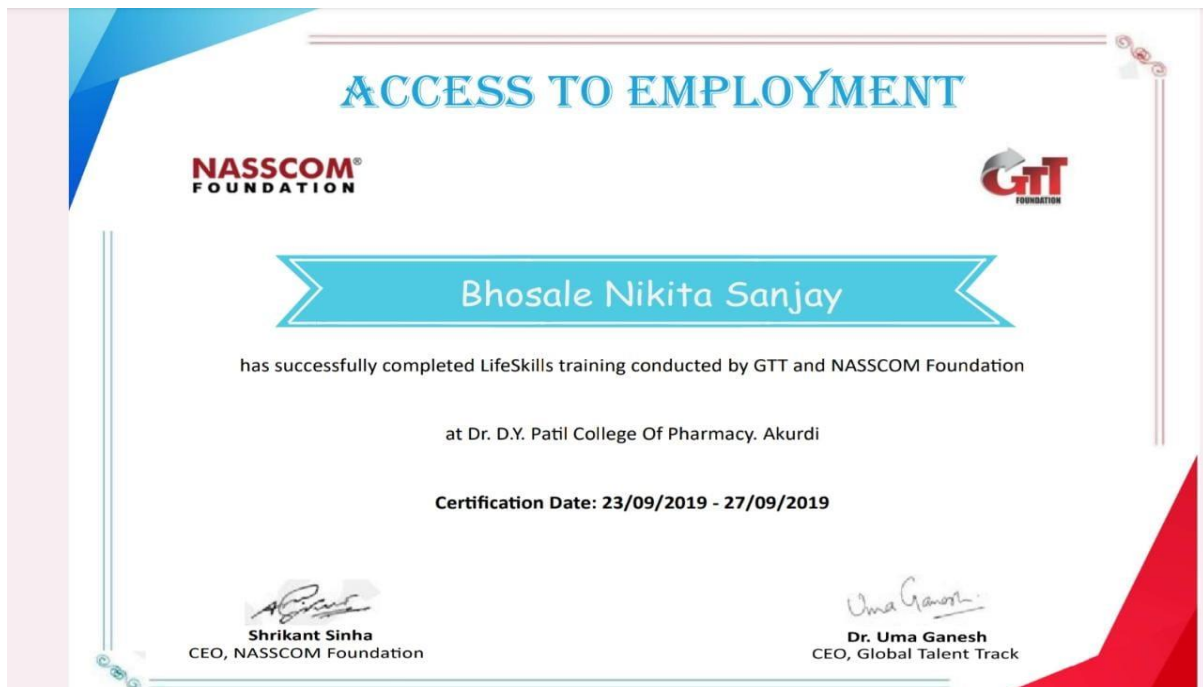 ACCESS TO EMPLOYMENT
NASSCOM®
FOUNDATION
GTT
FOUNDATION
Bhosale Nikita Sanjay
has successfully completed LifeSkills training conducted by GTT and NASSCOM Foundation
at Dr. D.Y. Patil College Of Pharmacy. Akurdi
Certification Date: 23/09/2019 - 27/09/2019
Uma Ganesh
Shrikant Sinha
CEO, NASSCOM Foundation
Dr. Uma Ganesh
CEO, Global Talent Track